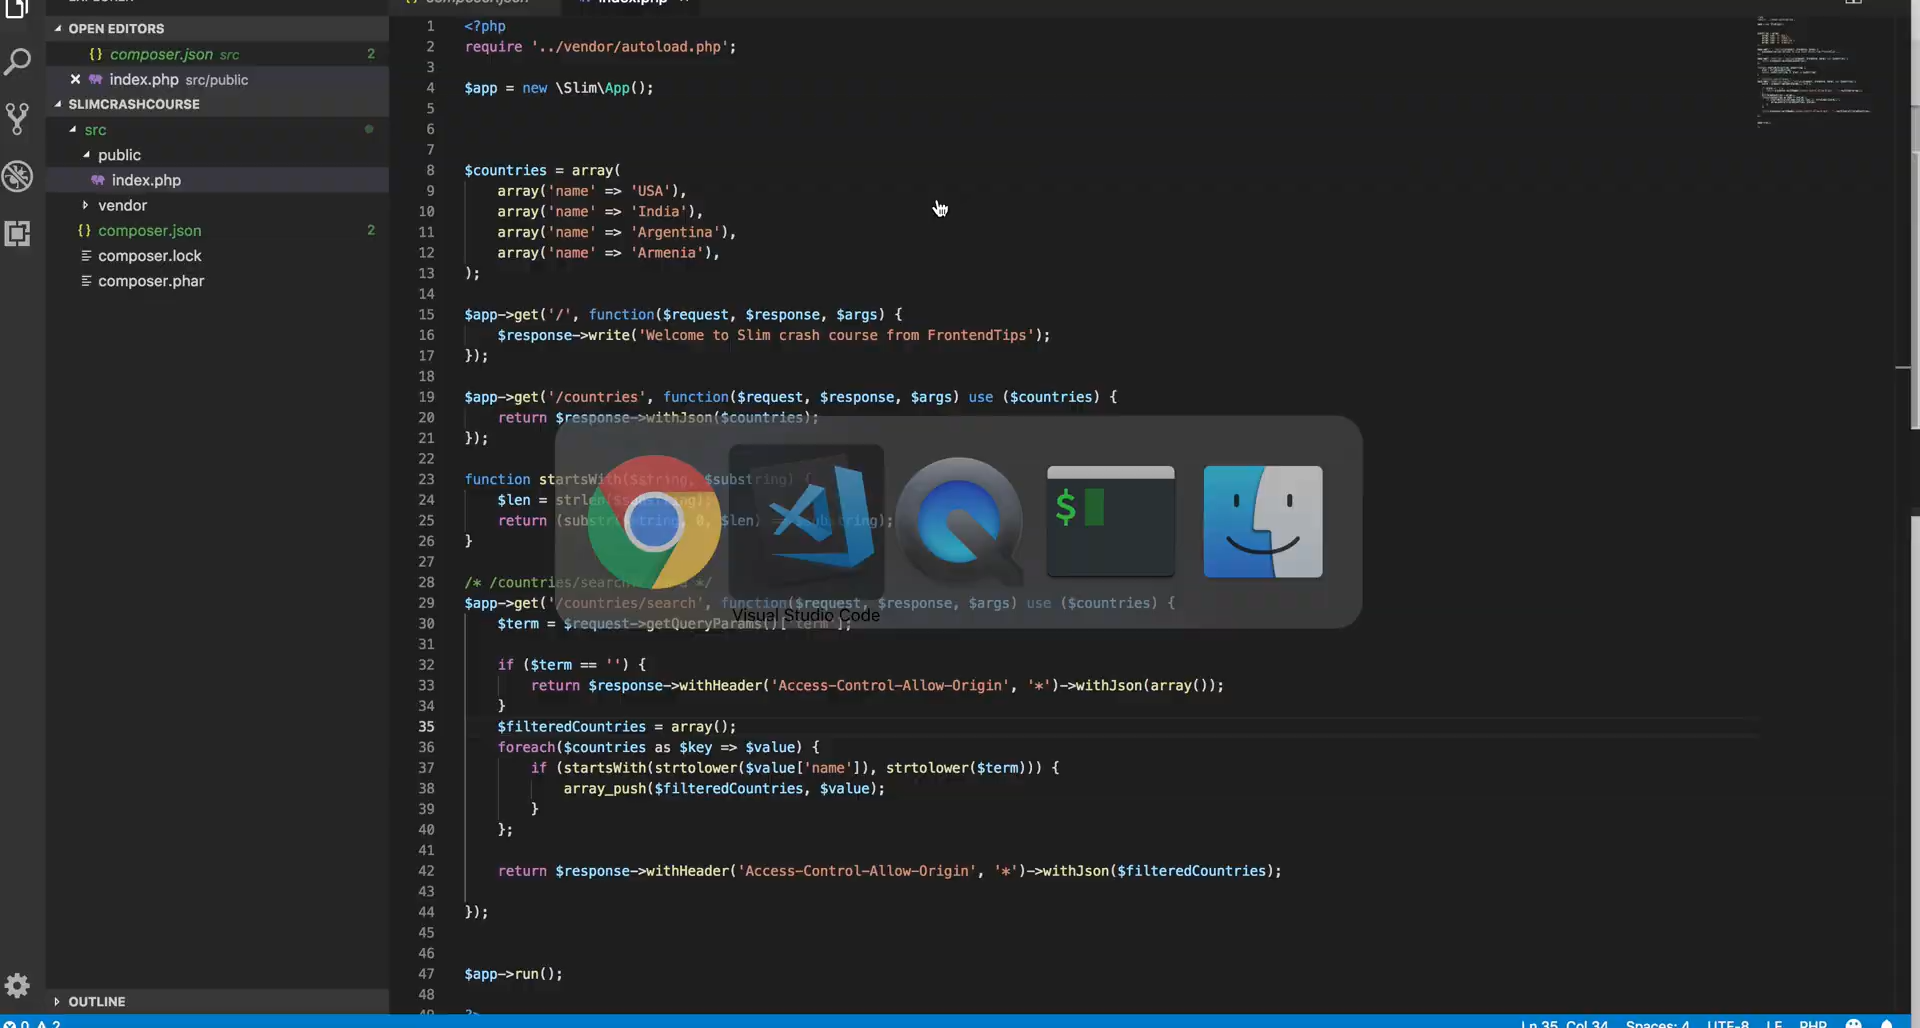 OPEN EDITORS
{} composer.json src 2
index.php src/public
SLIMCRASHCOURSE
src
public
index.php
vendor
{} composer.json 2
composer.lock
composer.phar
OUTLINE
1 <?php
2 require '../vendor/autoload.php';
3
4 $app = new \Slim\App();
5
6
7
8 $countries = array(
9 array('name' => 'USA'),
10 array('name' => 'India'),
11 array('name' => 'Argentina'),
12 array('name' => 'Armenia'),
13 );
14
15 $app->get('/', function($request, $response, $args) {
16 $response->write('Welcome to Slim crash course from FrontendTips');
17 });
18
19 $app->get('/countries', function($request, $response, $args) use ($countries) {
20 return $response->withJson($countries);
21 });
22
23 function startsWith($string, $substring) {
24 $len = strlen($substring);
25 return (substr($string, 0, $len) == $substring);
26 }
27
28 /* /countries/search */
29 $app->get('/countries/search', function($request, $response, $args) use ($countries) {
30 $term = $request->getQueryParams()['term'];
31
32 if ($term == '') {
33 return $response->withHeader('Access-Control-Allow-Origin', '*')->withJson(array());
34 }
35 $filteredCountries = array();
36 foreach($countries as $key => $value) {
37 if (startsWith(strtolower($value['name']), strtolower($term))) {
38 array_push($filteredCountries, $value);
39 }
40 };
41
42 return $response->withHeader('Access-Control-Allow-Origin', '*')->withJson($filteredCountries);
43
44 });
45
46
47 $app->run();
48
$
Visual Studio Code
Ln 35, Col 34 Spaces: 4 UTF-8 LF PHP